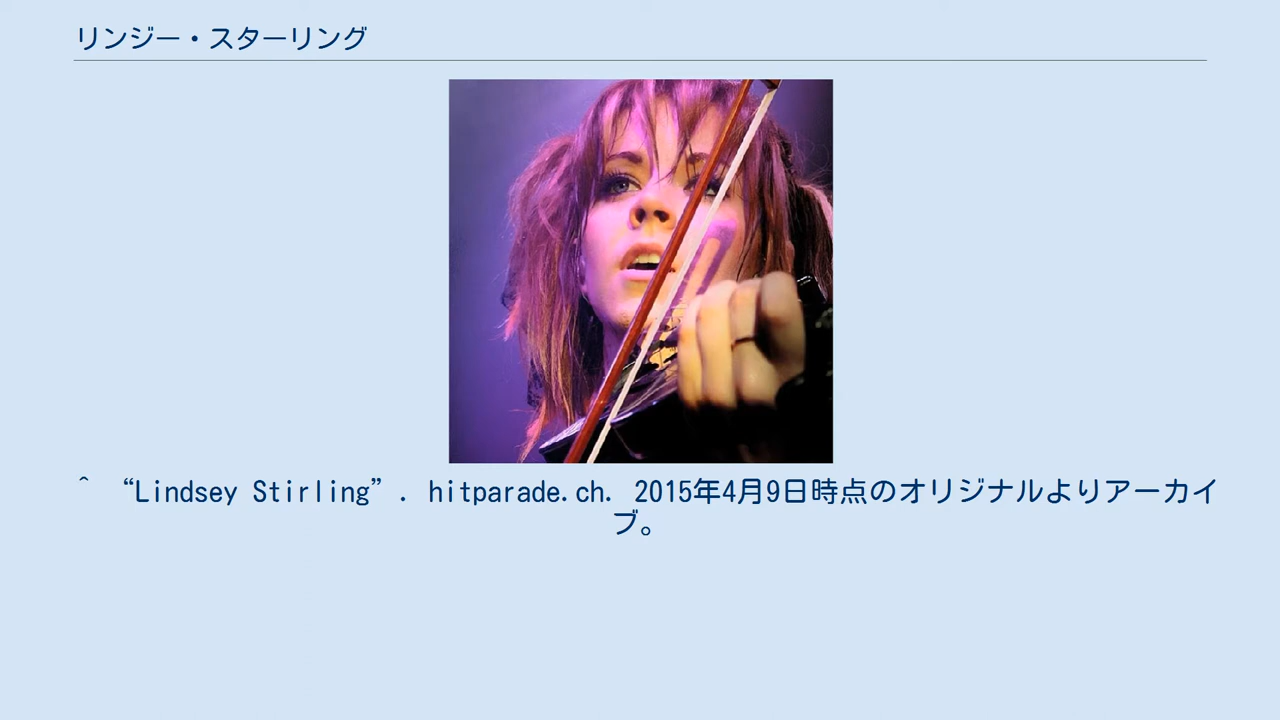 リンジー・スターリング
^ “Lindsey Stirling”. hitparade.ch. 2015年4月9日時点のオリジナルよりアーカイ
ブ。